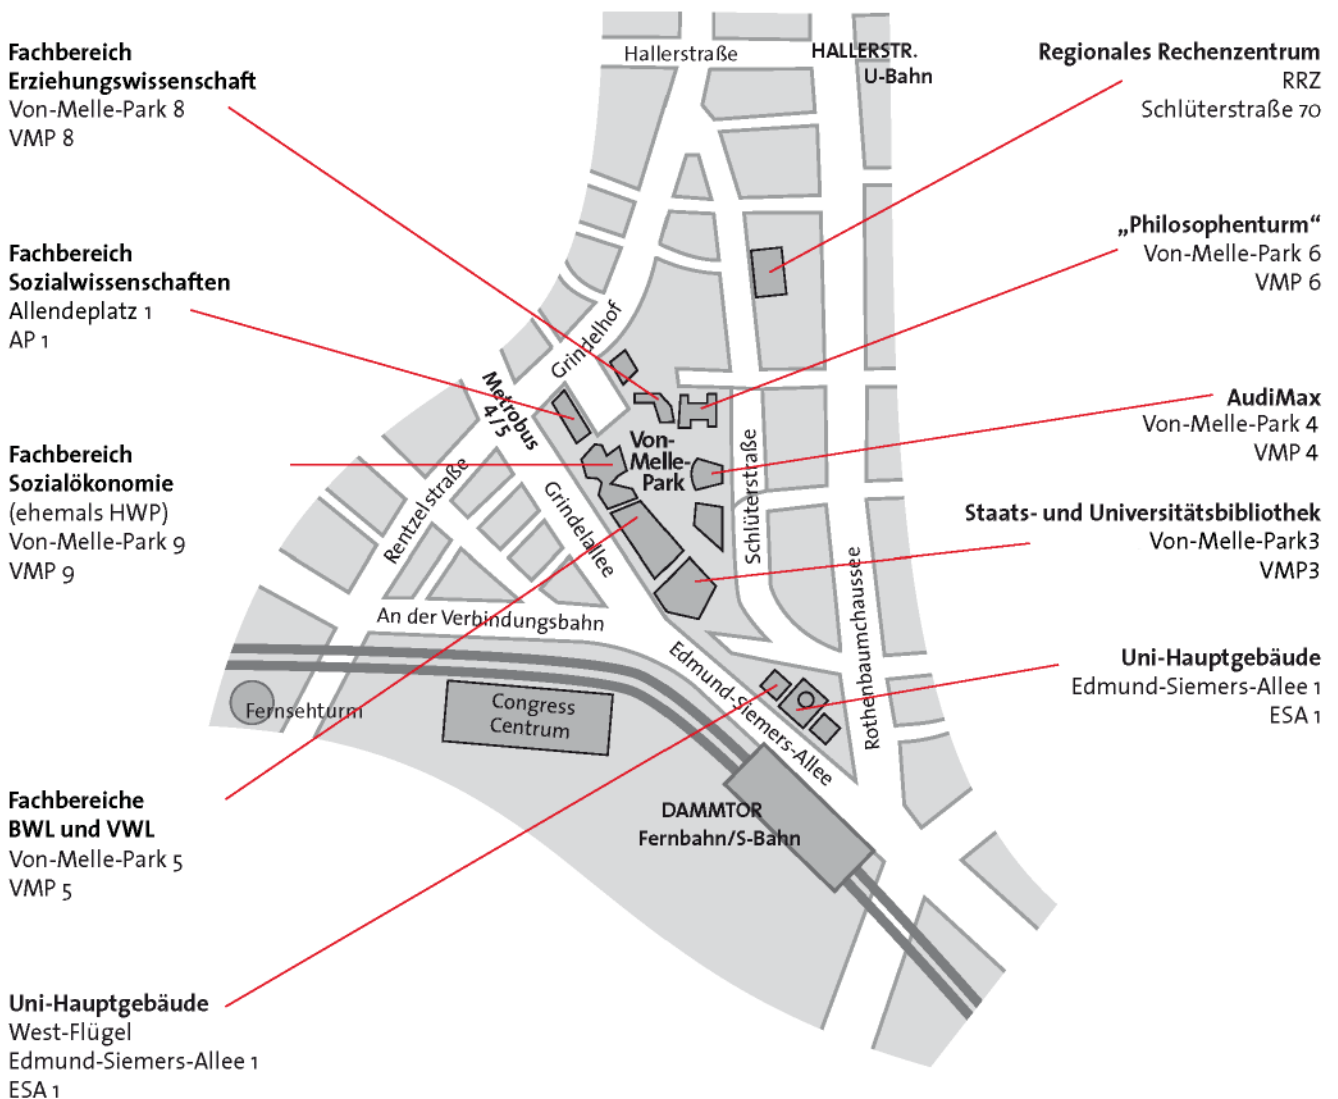 Fachbereich
Erziehungswissenschaft
Von-Melle-Park 8
VMP 8
Fachbereich
Sozialwissenschaften
Allendeplatz 1
AP 1
Fachbereich
Sozialökonomie
(ehemals HWP)
Von-Melle-Park 9
VMP 9
Fachbereiche
BWL und VWL
Von-Melle-Park 5
VMP 5
Uni-Hauptgebäude
West-Flügel
Edmund-Siemers-Allee 1
ESA 1
Hallerstraße
HALLERSTR.
U-Bahn
Grindelhof
Metrobus
4/5
Von-
Melle-
Park
Rentzelstraße
Grindelallee
Schlüterstraße
An der Verbindungsbahn
Rothenbaumchaussee
Edmund-Siemers-Allee
Fernsehturm
Congress
Centrum
DAMMTOR
Fernbahn/S-Bahn
Regionales Rechenzentrum
RRZ
Schlüterstraße 70
„Philosophenturm“
Von-Melle-Park 6
VMP 6
AudiMax
Von-Melle-Park 4
VMP 4
Staats- und Universitätsbibliothek
Von-Melle-Park3
VMP3
Uni-Hauptgebäude
Edmund-Siemers-Allee 1
ESA 1